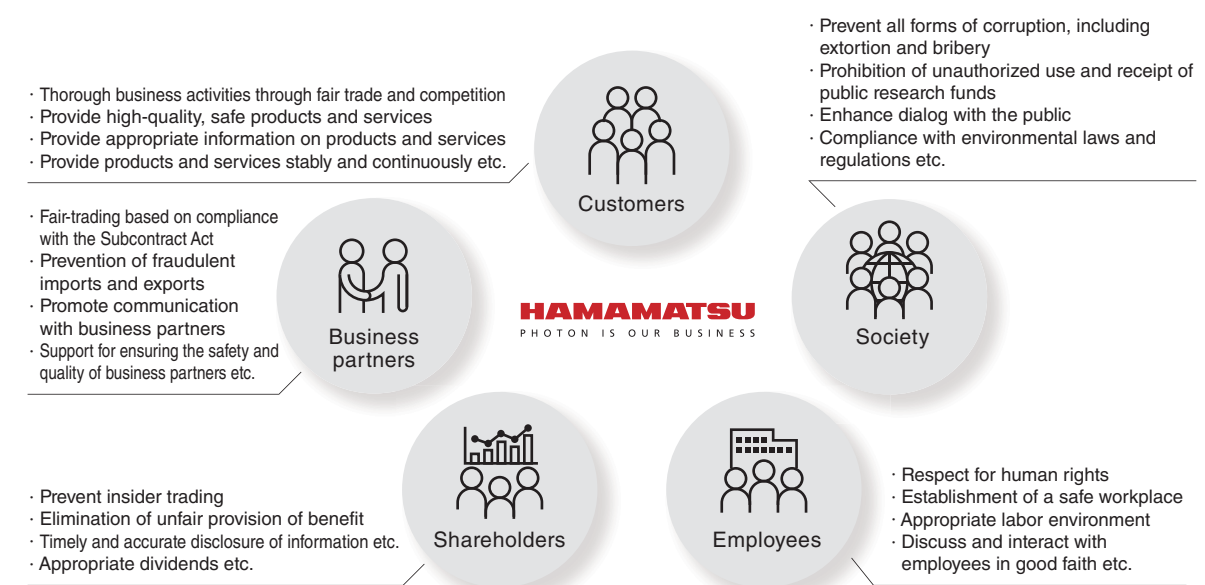 · Thorough business activities through fair trade and competition
· Provide high-quality, safe products and services
· Provide appropriate information on products and services
· Provide products and services stably and continuously etc.
Customers
· Prevent all forms of corruption, including
extortion and bribery
· Prohibition of unauthorized use and receipt of
public research funds
· Enhance dialog with the public
· Compliance with environmental laws and
regulations etc.
· Fair-trading based on compliance
with the Subcontract Act
· Prevention of fraudulent
imports and exports
· Promote communication
with business partners
· Support for ensuring the safety and
quality of business partners etc.
Business
partners
HAMAMATSU
PHOTON IS OUR BUSINESS
Society
· Prevent insider trading
· Elimination of unfair provision of benefit
· Timely and accurate disclosure of information etc.
· Appropriate dividends etc.
Shareholders
Employees
· Respect for human rights
· Establishment of a safe workplace
· Appropriate labor environment
· Discuss and interact with
employees in good faith etc.